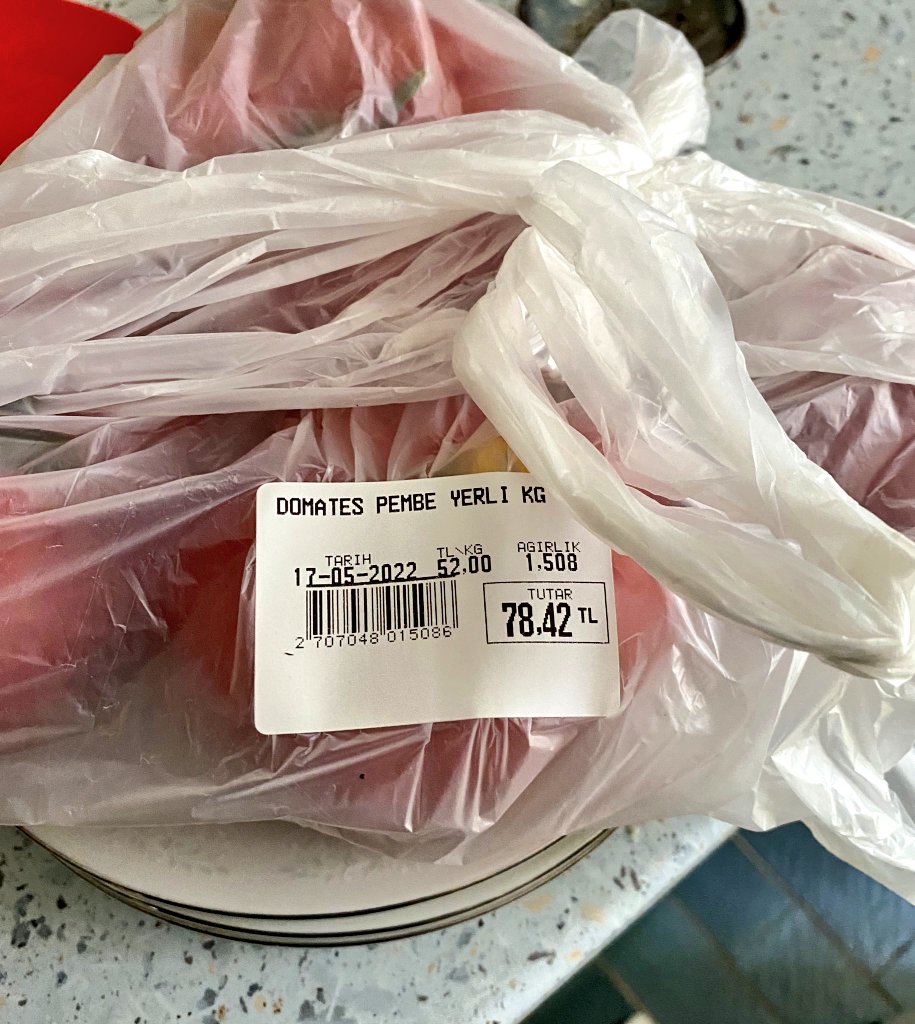 DOMATES PEMBE YERLI KG
TARIH TL\KG AGIRLIK
17-05-2022 52,00 1,508
TUTAR
78,42 TL
2 707048 015086